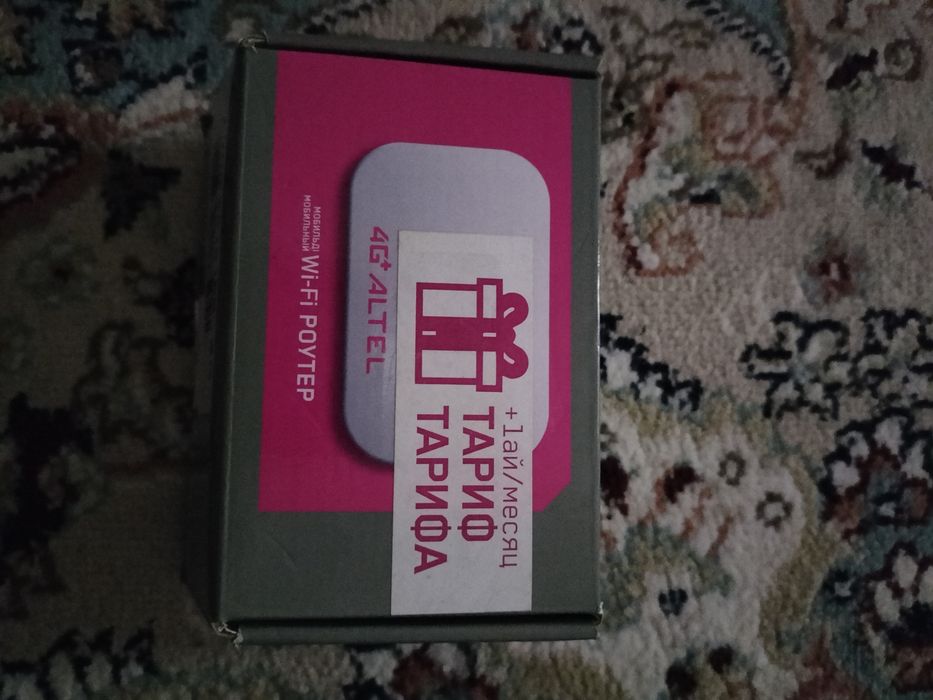 МОБИЛЬДІ
МОБИЛЬНЫЙ
Wi-Fi РОУТЕР
4G+ ALTEL
+1ай/месяц
ТАРИФ
ТАРИФА